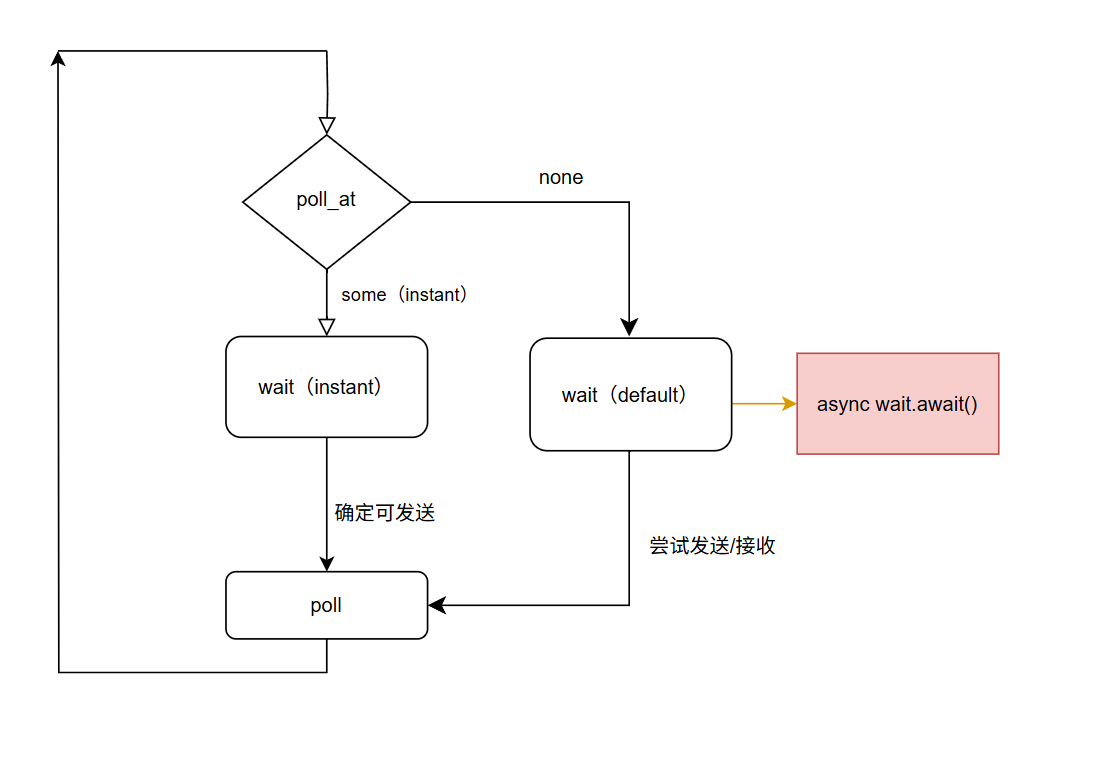 none
poll_at
some（instant）
wait（instant）
wait（default）
async wait.await()
确定可发送
尝试发送/接收
poll